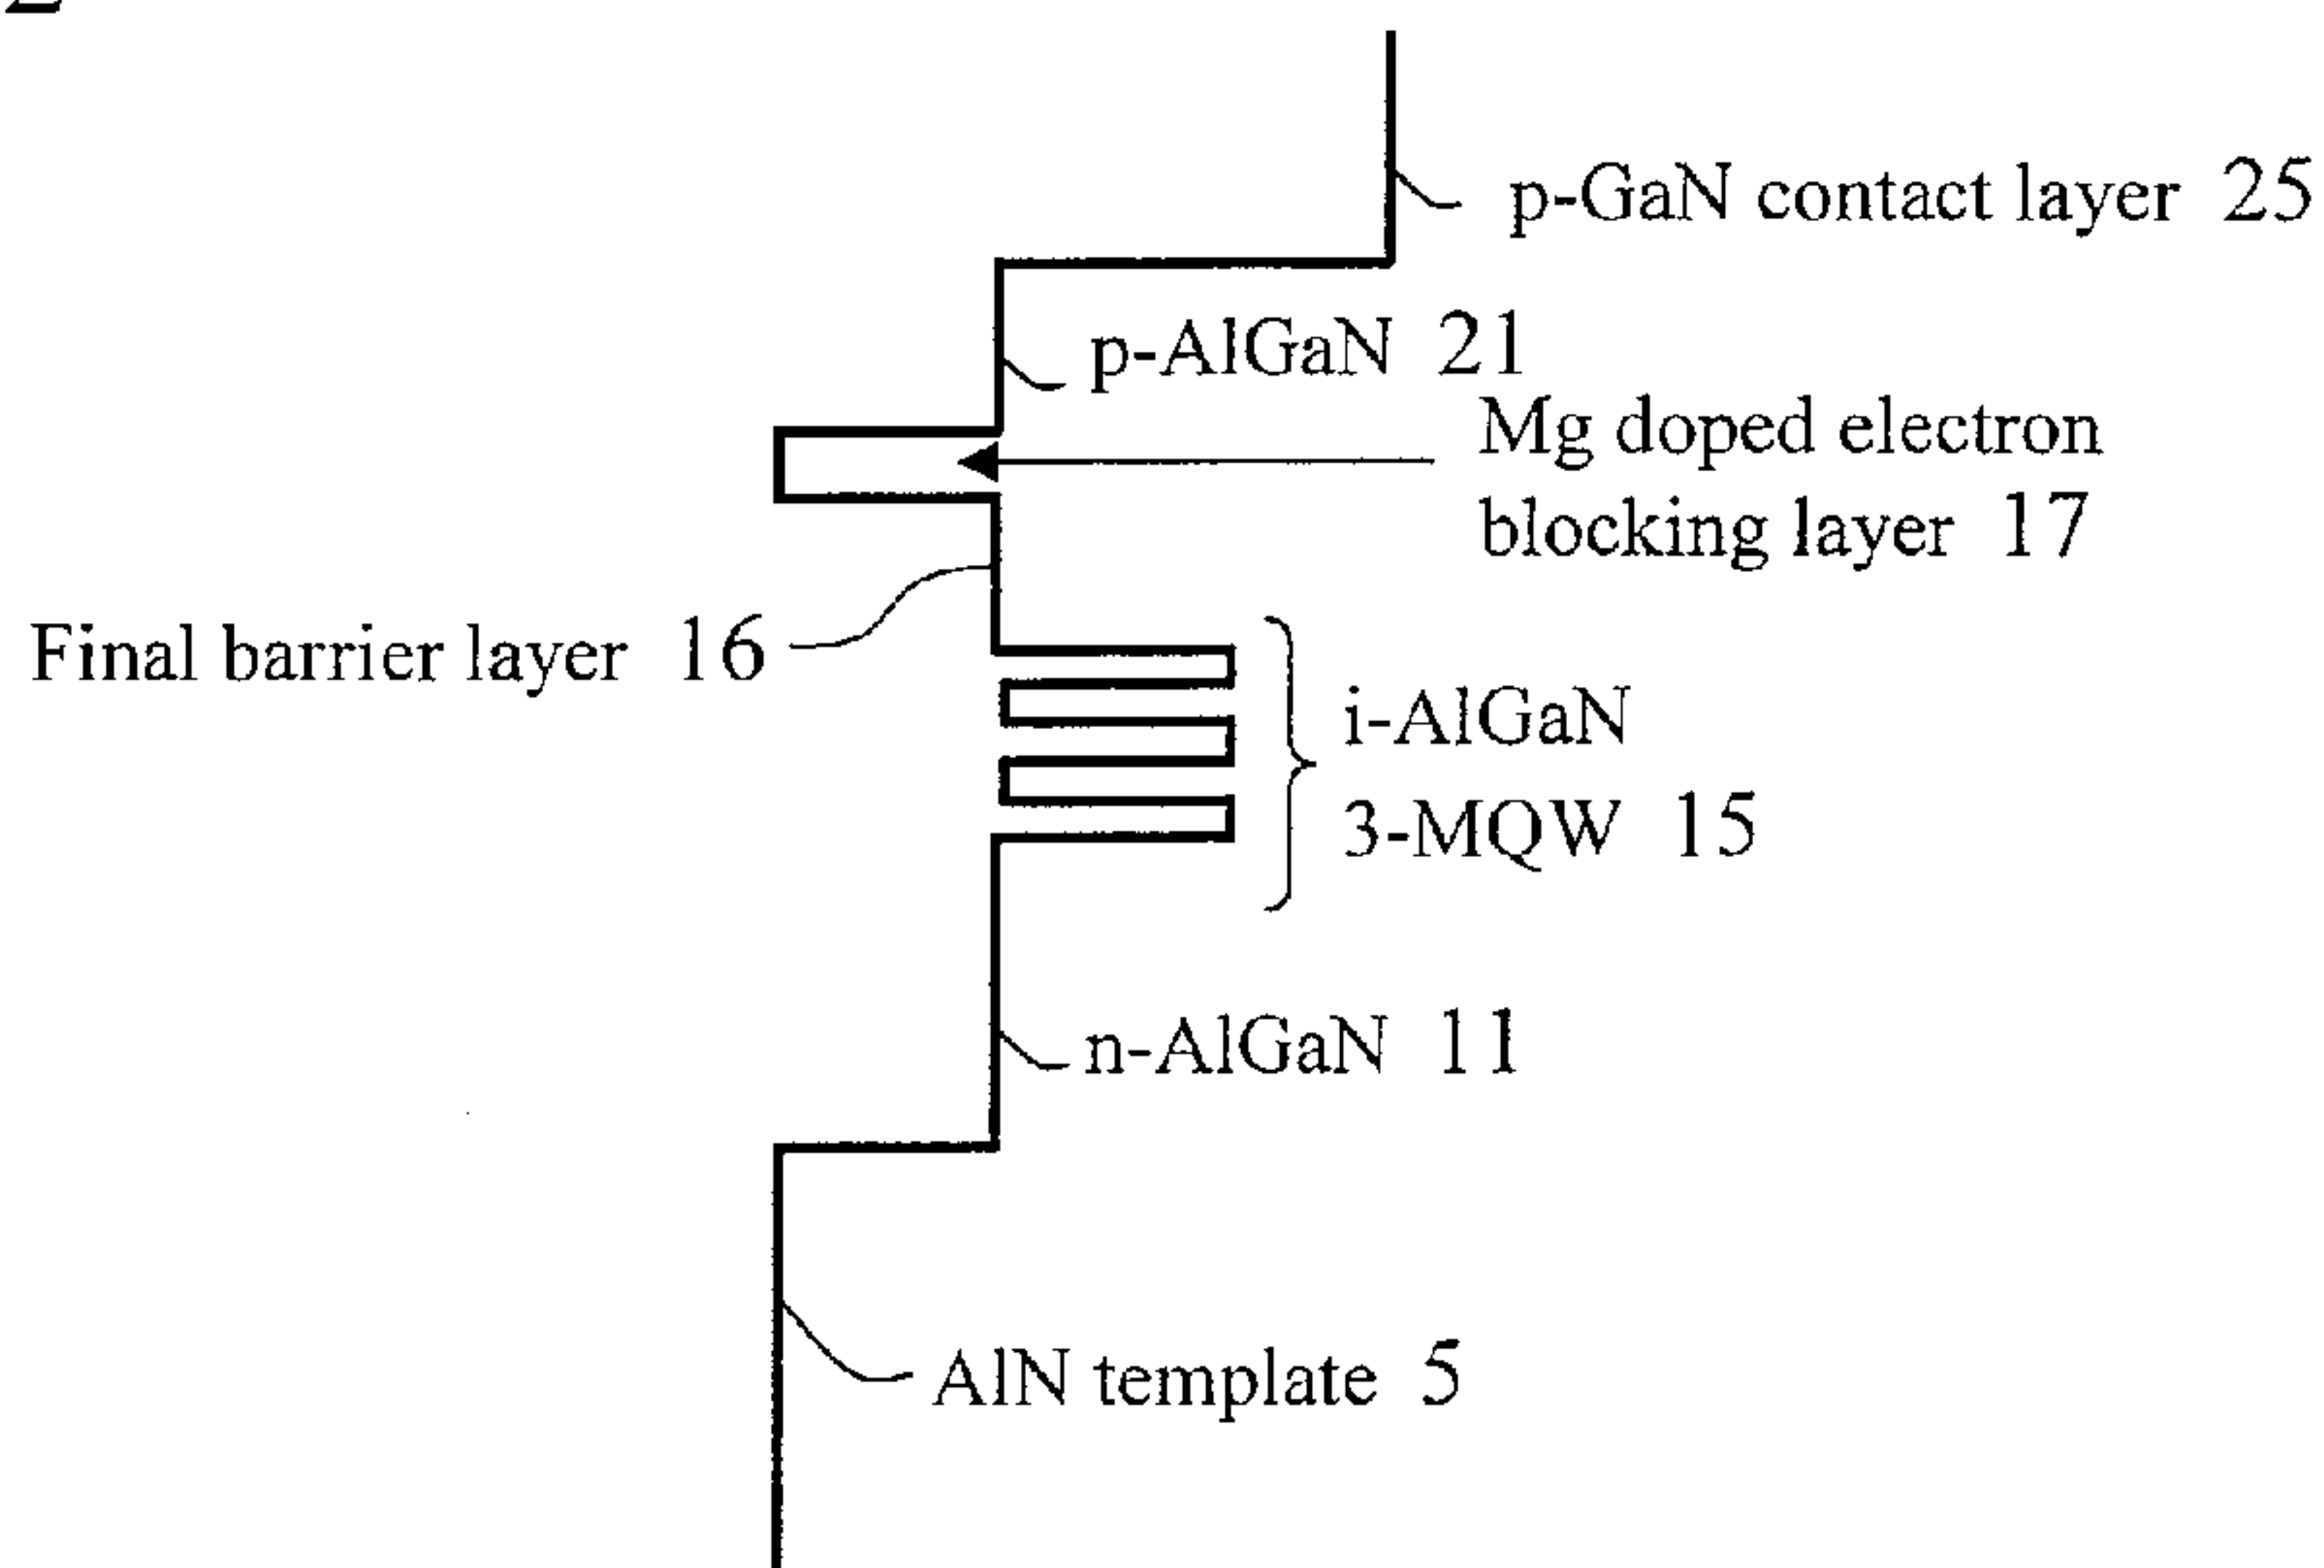 p-GaN contact layer 25
p-AlGaN 21
Mg doped electron
blocking layer 17
Final barrier layer 16
i-AlGaN
3-MQW 15
n-AlGaN 11
AlN template 5